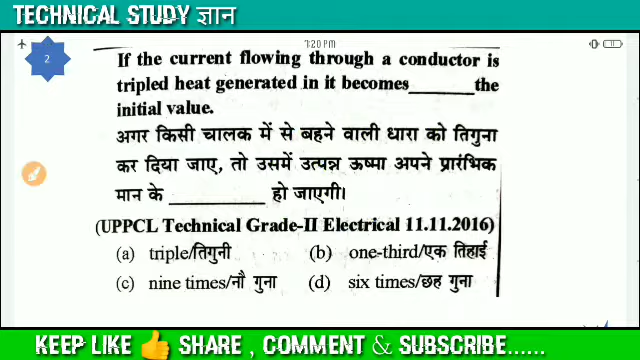 TECHNICAL STUDY ज्ञान
7:20 PM
2
If the current flowing through a conductor is
tripled heat generated in it becomes______the
initial value.
अगर किसी चालक में से बहने वाली धारा को तिगुना
कर दिया जाए, तो उसमें उत्पन्न ऊष्मा अपने प्रारंभिक
मान के __________ हो जाएगी।
(UPPCL Technical Grade-II Electrical 11.11.2016)
(a) triple/तिगुनी (b) one-third/एक तिहाई
(c) nine times/नौ गुना (d) six times/छह गुना
KEEP LIKE 👍 SHARE , COMMENT & SUBSCRIBE......